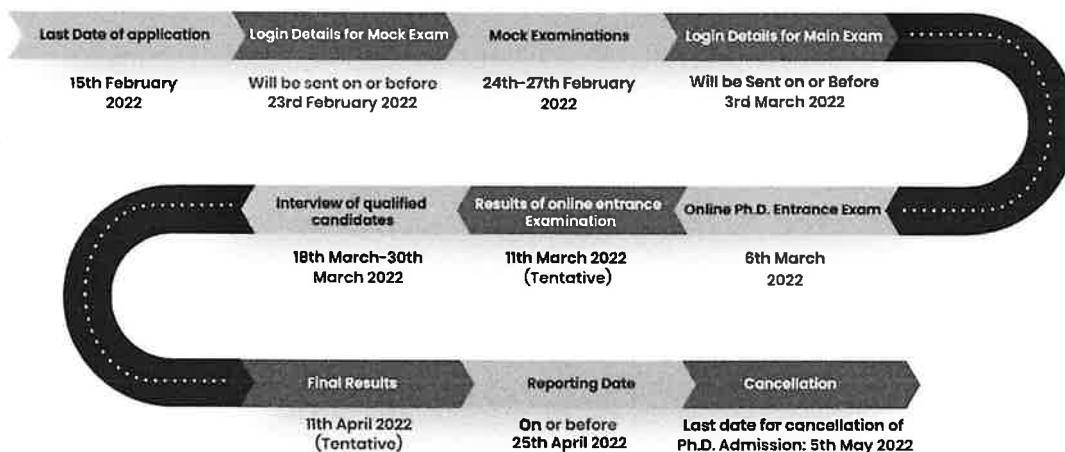 Last Date of application
Login Details for Mock Exam
Mock Examinations
Login Details for Main Exam
15th February
2022
Will be sent on or before
23rd February 2022
24th-27th February
2022
Will be Sent on or Before
3rd March 2022
Online Ph.D. Entrance Exam
6th March
2022
Results of online entrance
Examination
11th March 2022
(Tentative)
Interview of qualified
candidates
18th March-30th
March 2022
Final Results
11th April 2022
(Tentative)
Reporting Date
On or before
25th April 2022
Cancellation
Last date for cancellation of
Ph.D. Admission: 5th May 2022